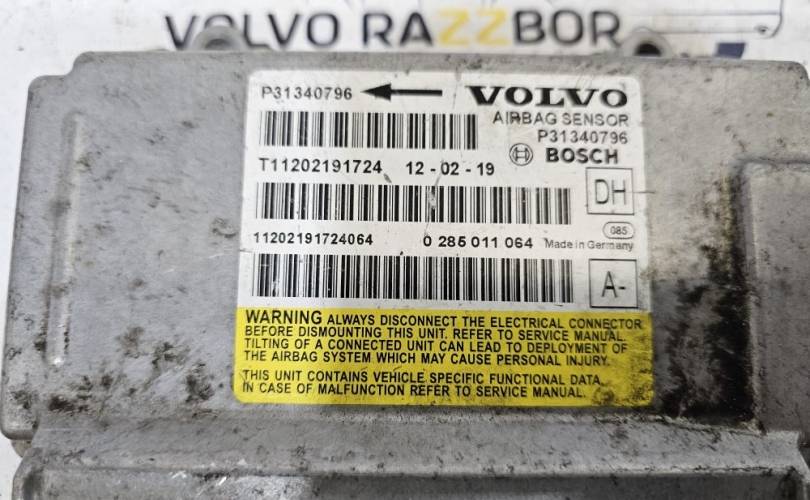 VOLVO RAZZBOR
P31340796
VOLVO
AIRBAG SENSOR
P31340796
BOSCH
T11202191724 12-02-19
DH
085
11202191724064 0 285 011 064 Made in Germany
A-
WARNING ALWAYS DISCONNECT THE ELECTRICAL CONNECTOR
BEFORE DISMOUNTING THIS UNIT. REFER TO SERVICE MANUAL.
TILTING OF A CONNECTED UNIT CAN LEAD TO DEPLOYMENT OF
THE AIRBAG SYSTEM WHICH MAY CAUSE PERSONAL INJURY.
THIS UNIT CONTAINS VEHICLE SPECIFIC FUNCTIONAL DATA.
IN CASE OF MALFUNCTION REFER TO SERVICE MANUAL.